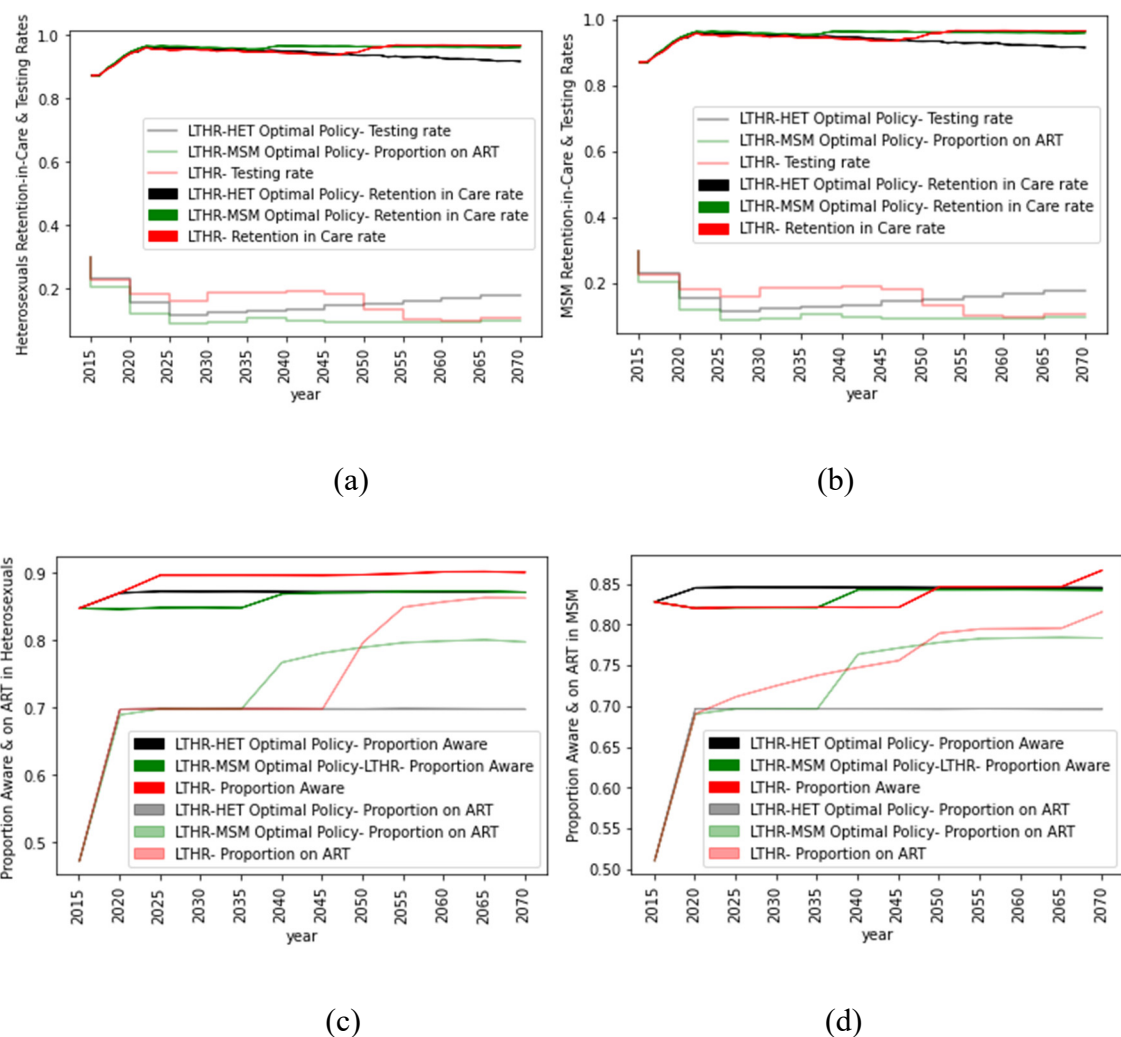 Heterosexuals Retention-in-Care & Testing Rates
1.0
0.8
0.6
0.4
0.2
LTHR-HET Optimal Policy- Testing rate
LTHR-MSM Optimal Policy- Proportion on ART
LTHR- Testing rate
LTHR-HET Optimal Policy- Retention in Care rate
LTHR-MSM Optimal Policy- Retention in Care rate
LTHR- Retention in Care rate
2015
2020
2025
2030
2035
2040
2045
2050
2055
2060
2065
2070
year
(a)
MSM Retention-in-Care & Testing Rates
1.0
0.8
0.6
0.4
0.2
LTHR-HET Optimal Policy- Testing rate
LTHR-MSM Optimal Policy- Proportion on ART
LTHR- Testing rate
LTHR-HET Optimal Policy- Retention in Care rate
LTHR-MSM Optimal Policy- Retention in Care rate
LTHR- Retention in Care rate
2015
2020
2025
2030
2035
2040
2045
2050
2055
2060
2065
2070
year
(b)
Proportion Aware & on ART in Heterosexuals
0.9
0.8
0.7
0.6
0.5
LTHR-HET Optimal Policy- Proportion Aware
LTHR-MSM Optimal Policy-LTHR- Proportion Aware
LTHR- Proportion Aware
LTHR-HET Optimal Policy- Proportion on ART
LTHR-MSM Optimal Policy- Proportion on ART
LTHR- Proportion on ART
2015
2020
2025
2030
2035
2040
2045
2050
2055
2060
2065
2070
year
(c)
Proportion Aware & on ART in MSM
0.85
0.80
0.75
0.70
0.65
0.60
0.55
0.50
LTHR-HET Optimal Policy- Proportion Aware
LTHR-MSM Optimal Policy-LTHR- Proportion Aware
LTHR- Proportion Aware
LTHR-HET Optimal Policy- Proportion on ART
LTHR-MSM Optimal Policy- Proportion on ART
LTHR- Proportion on ART
2015
2020
2025
2030
2035
2040
2045
2050
2055
2060
2065
2070
year
(d)